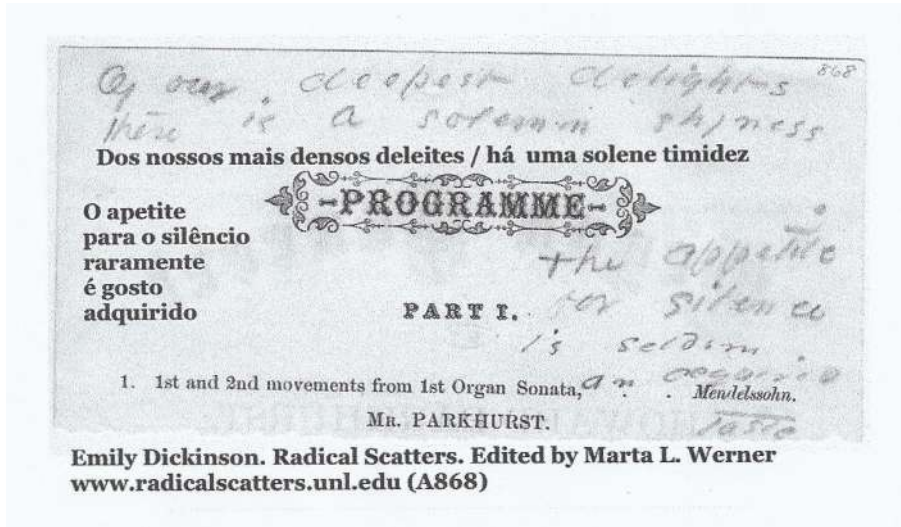 868
Of our deepest delights
there is a solemn shyness
Dos nossos mais densos deleites / há uma solene timidez
-PROGRAMME-
O apetite
para o silêncio
raramente
é gosto
adquirido
the appetite
for silence
is seldom
an acquired
taste
PART I.
1. 1st and 2nd movements from 1st Organ Sonata, . . Mendelssohn.
MR. PARKHURST.
Emily Dickinson. Radical Scatters. Edited by Marta L. Werner
www.radicalscatters.unl.edu (A868)